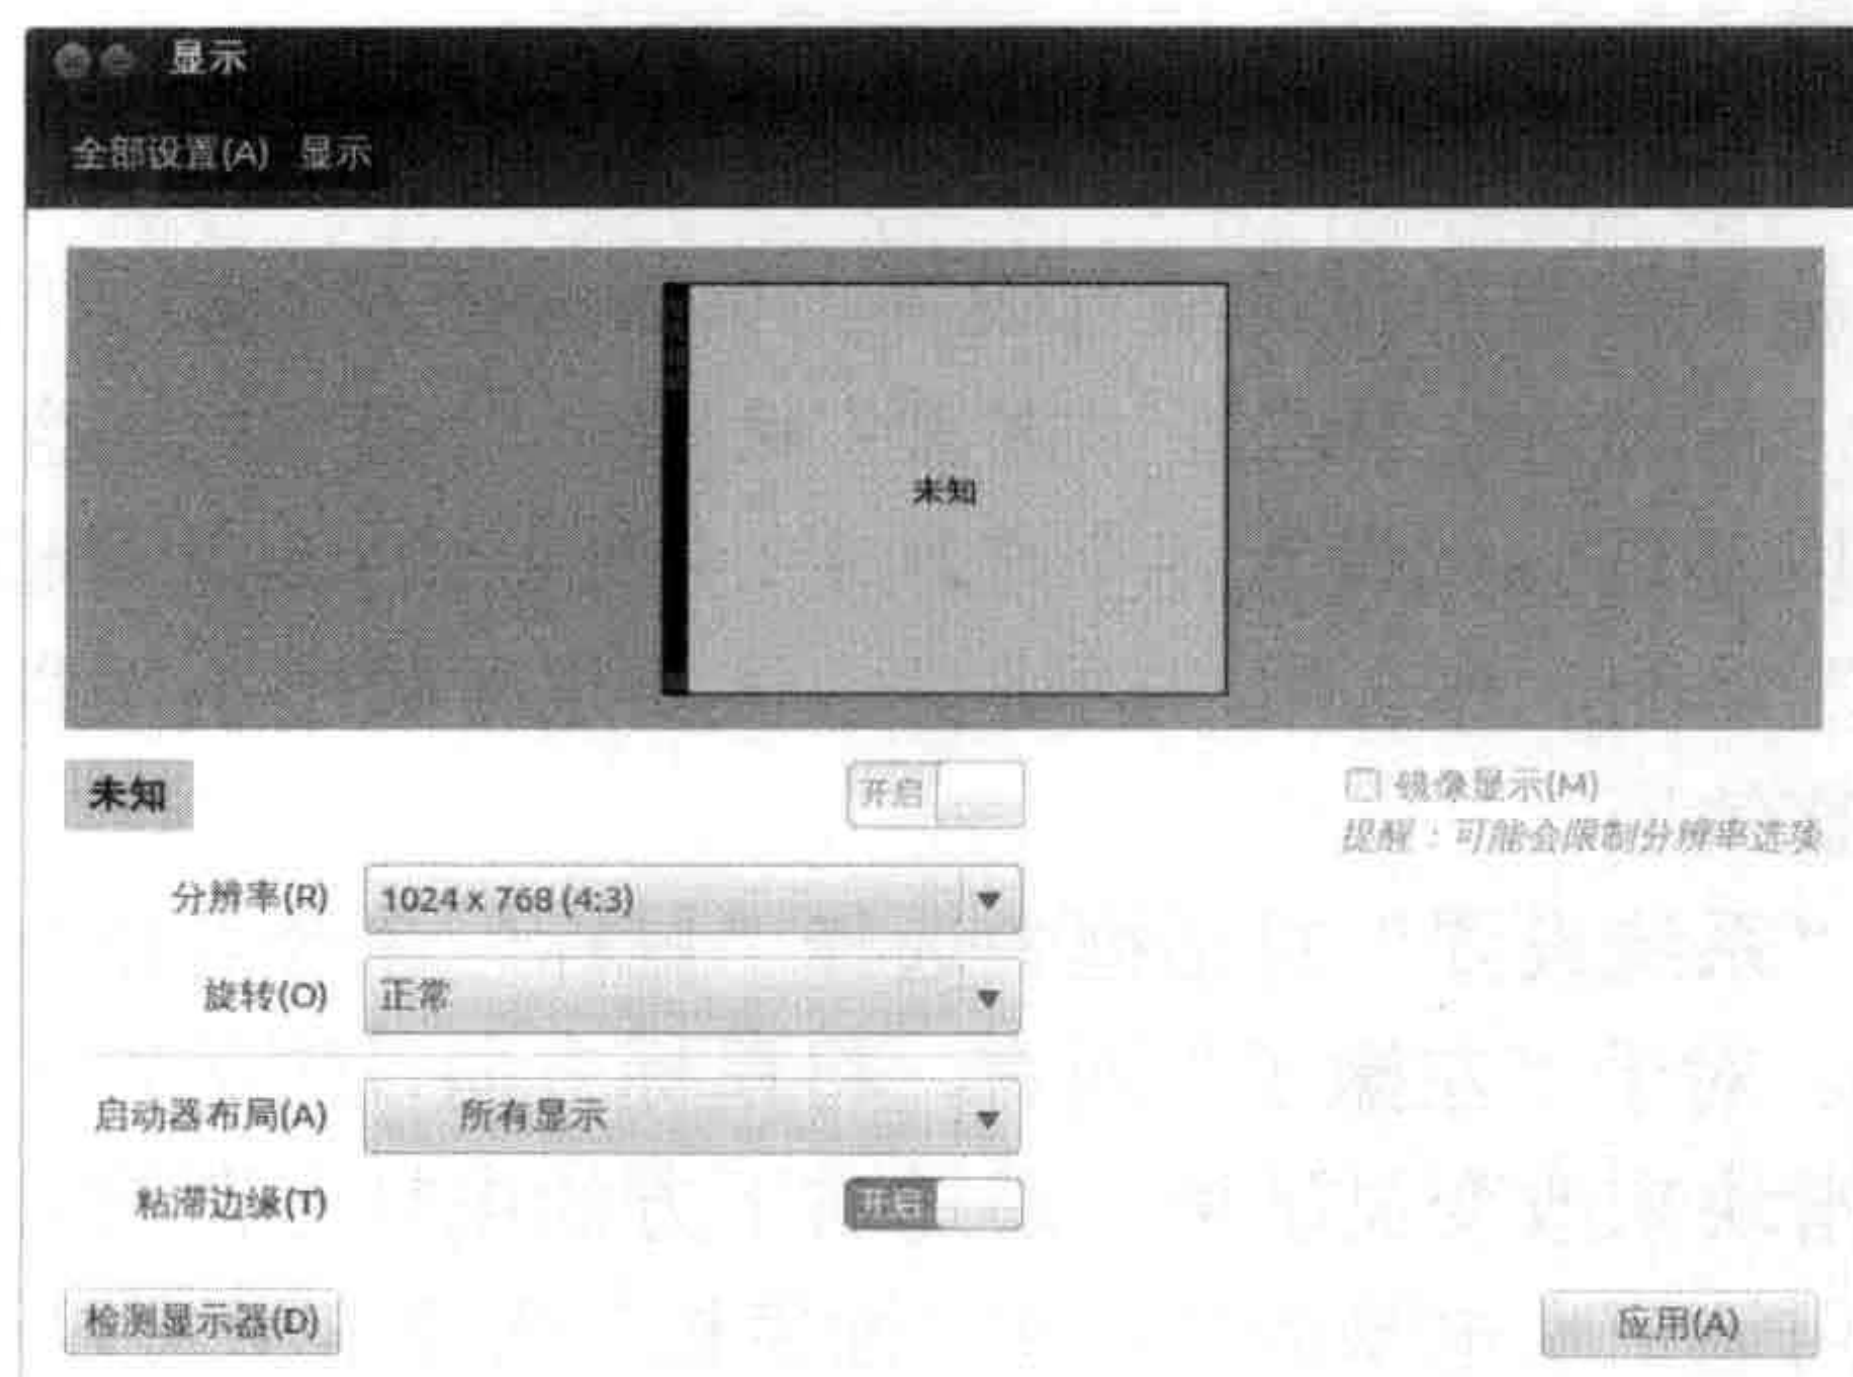 显示
全部设置(A) 显示
未知
未知
开启
镜像显示(M)
提醒：可能会限制分辨率选项
分辨率(R) 1024 x 768 (4:3)
旋转(O) 正常
启动器布局(A) 所有显示
粘滞边缘(T) 开启
检测显示器(D) 应用(A)